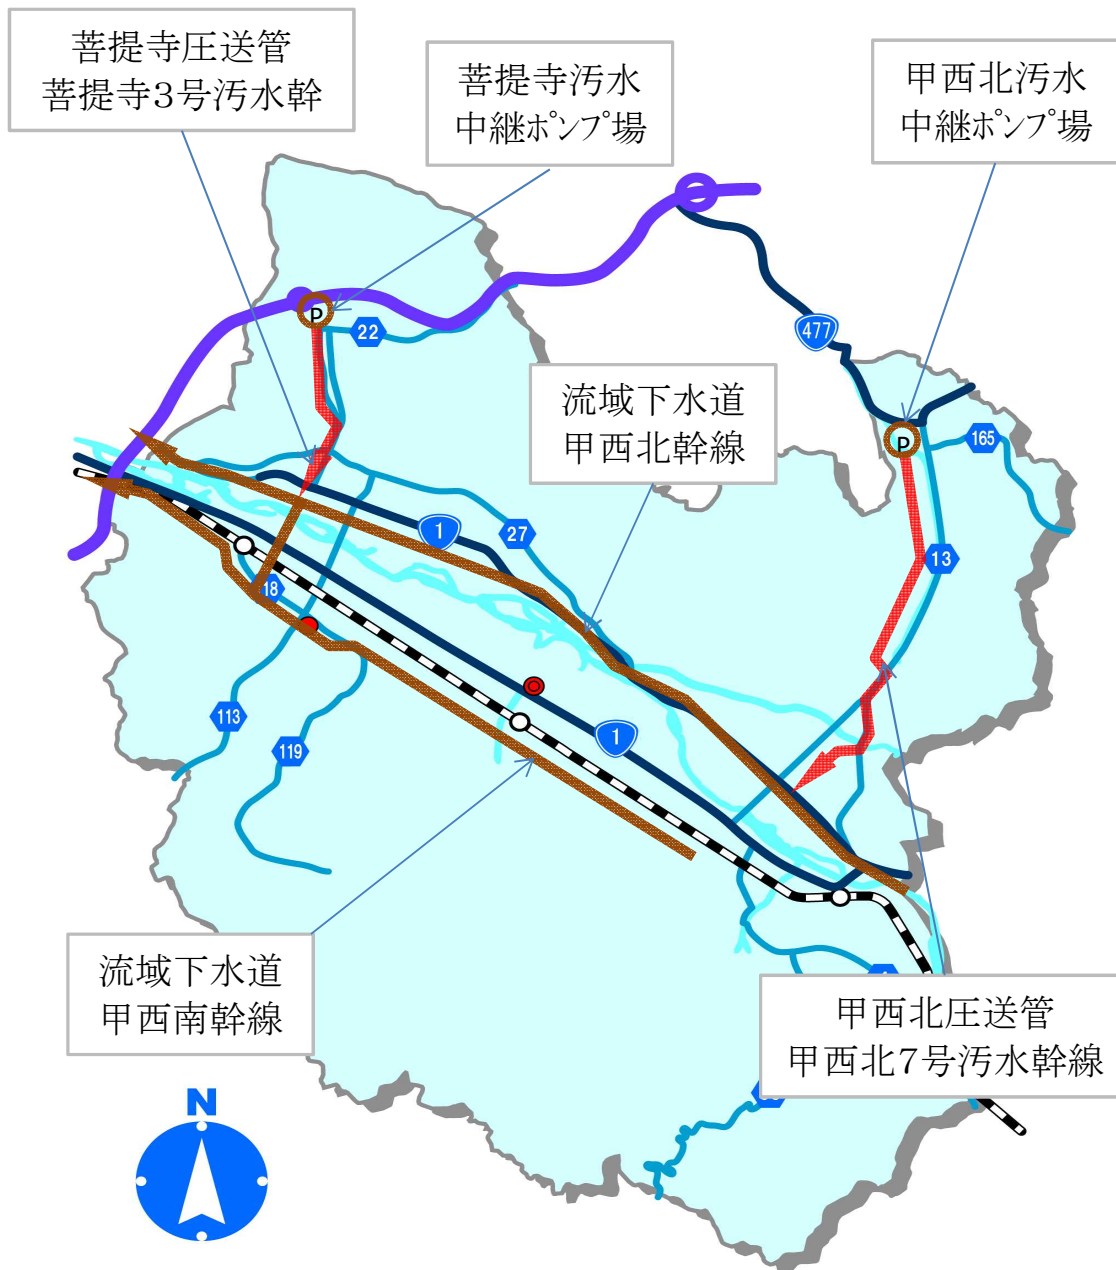 菩提寺圧送管
菩提寺3号汚水幹
菩提寺汚水
中継ポンプ場
甲西北汚水
中継ポンプ場
P
22
477
流域下水道
甲西北幹線
P
165
1
27
13
18
113
119
1
流域下水道
甲西南幹線
甲西北圧送管
甲西北7号汚水幹線
N